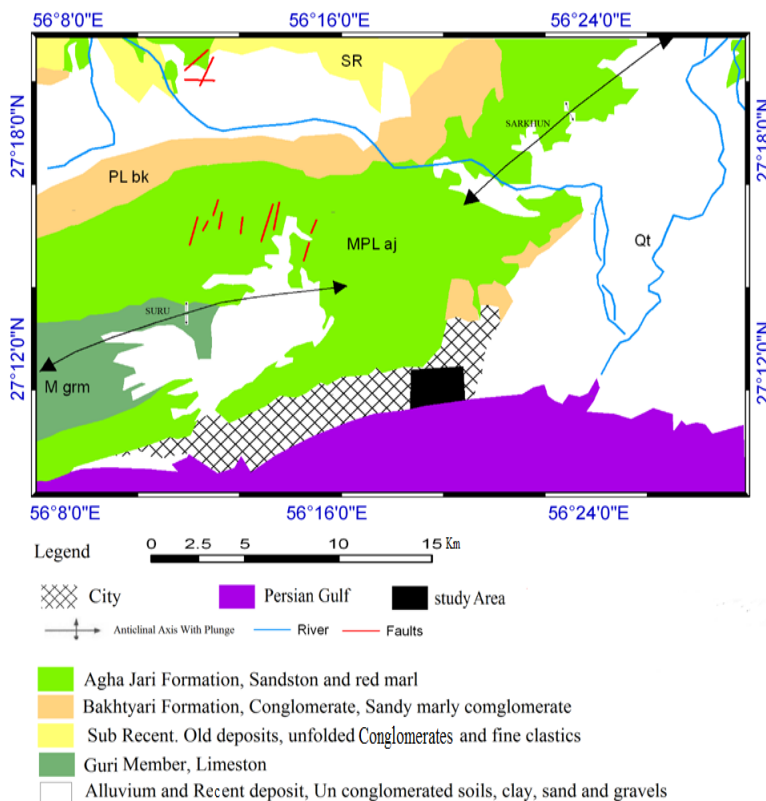 56°8'0"E 56°16'0"E 56°24'0"E
SR
SARKHUN
27°18'0"N 27°18'0"N
PL bk
MPL aj
Qt
SURU
27°12'0"N 27°12'0"N
M grm
56°8'0"E 56°16'0"E 56°24'0"E
Legend 0 2.5 5 10 15 Km
City Persian Gulf study Area
Anticlinal Axis With Plunge River Faults
Agha Jari Formation, Sandston and red marl
Bakhtyari Formation, Conglomerate, Sandy marly comglomerate
Sub Recent. Old deposits, unfolded Conglomerates and fine clastics
Guri Member, Limeston
Alluvium and Recent deposit, Un conglomerated soils, clay, sand and gravels